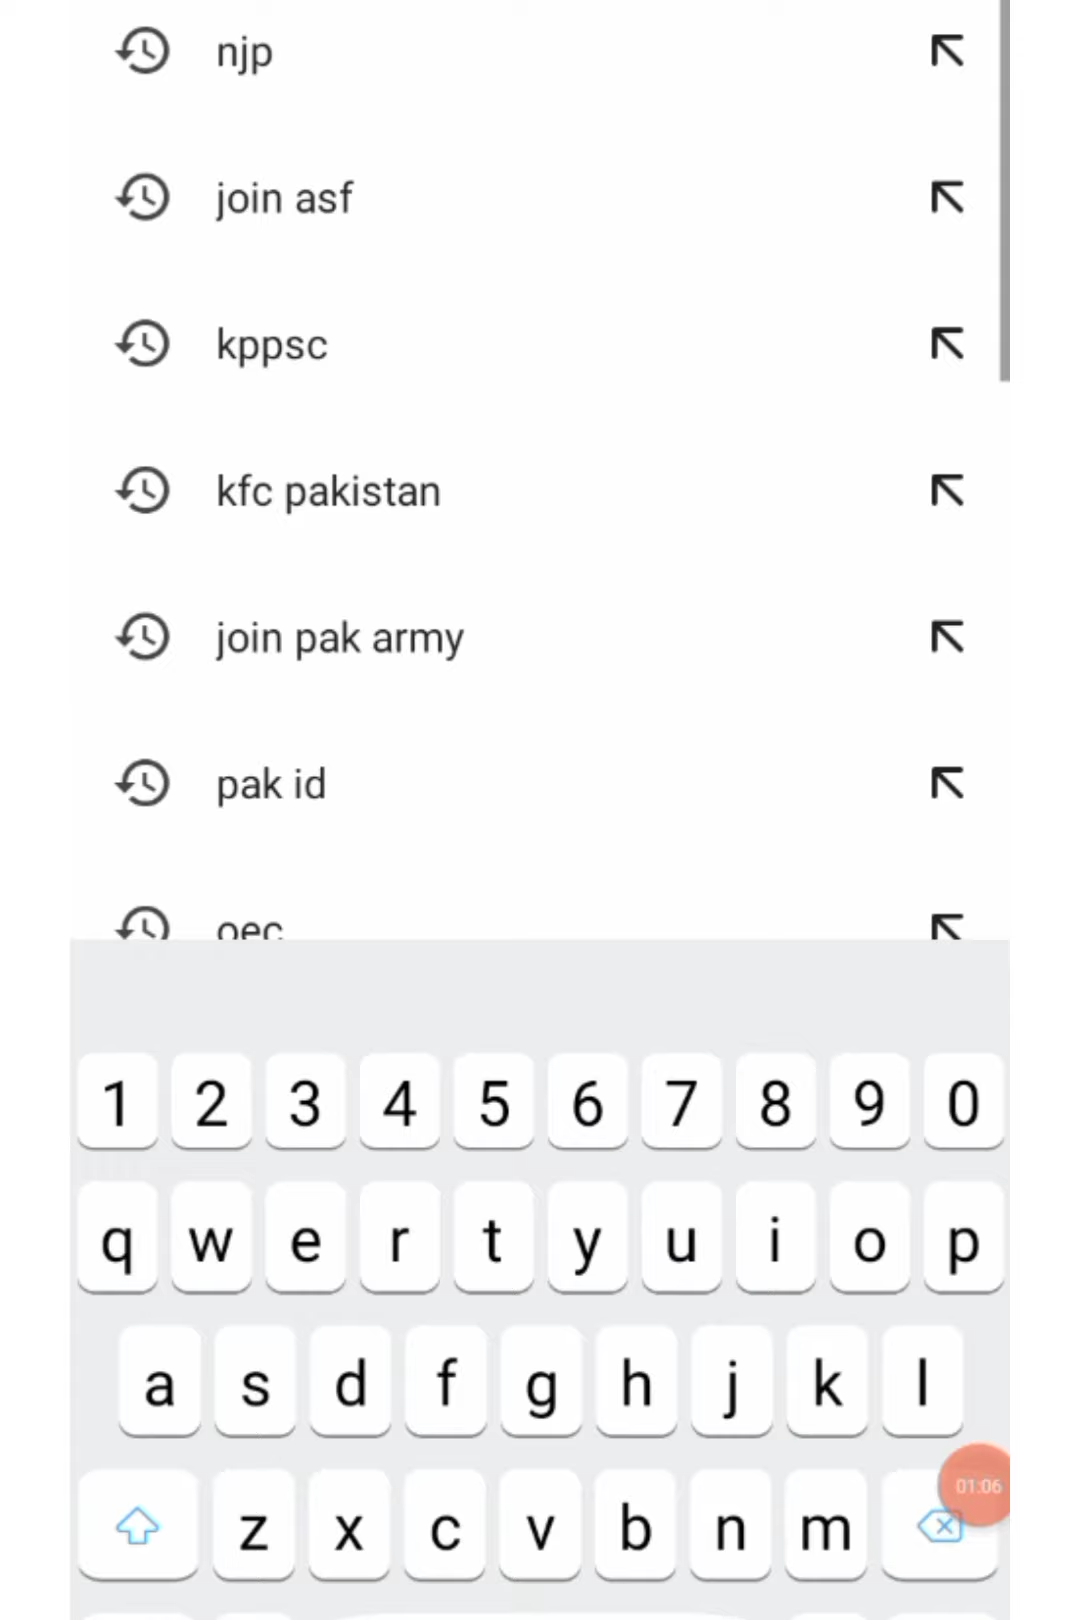 njp
join asf
kppsc
kfc pakistan
join pak army
pak id
oec
1 2 3 4 5 6 7 8 9 0
q w e r t y u i o p
a s d f g h j k l
z x c v b n m
01:06